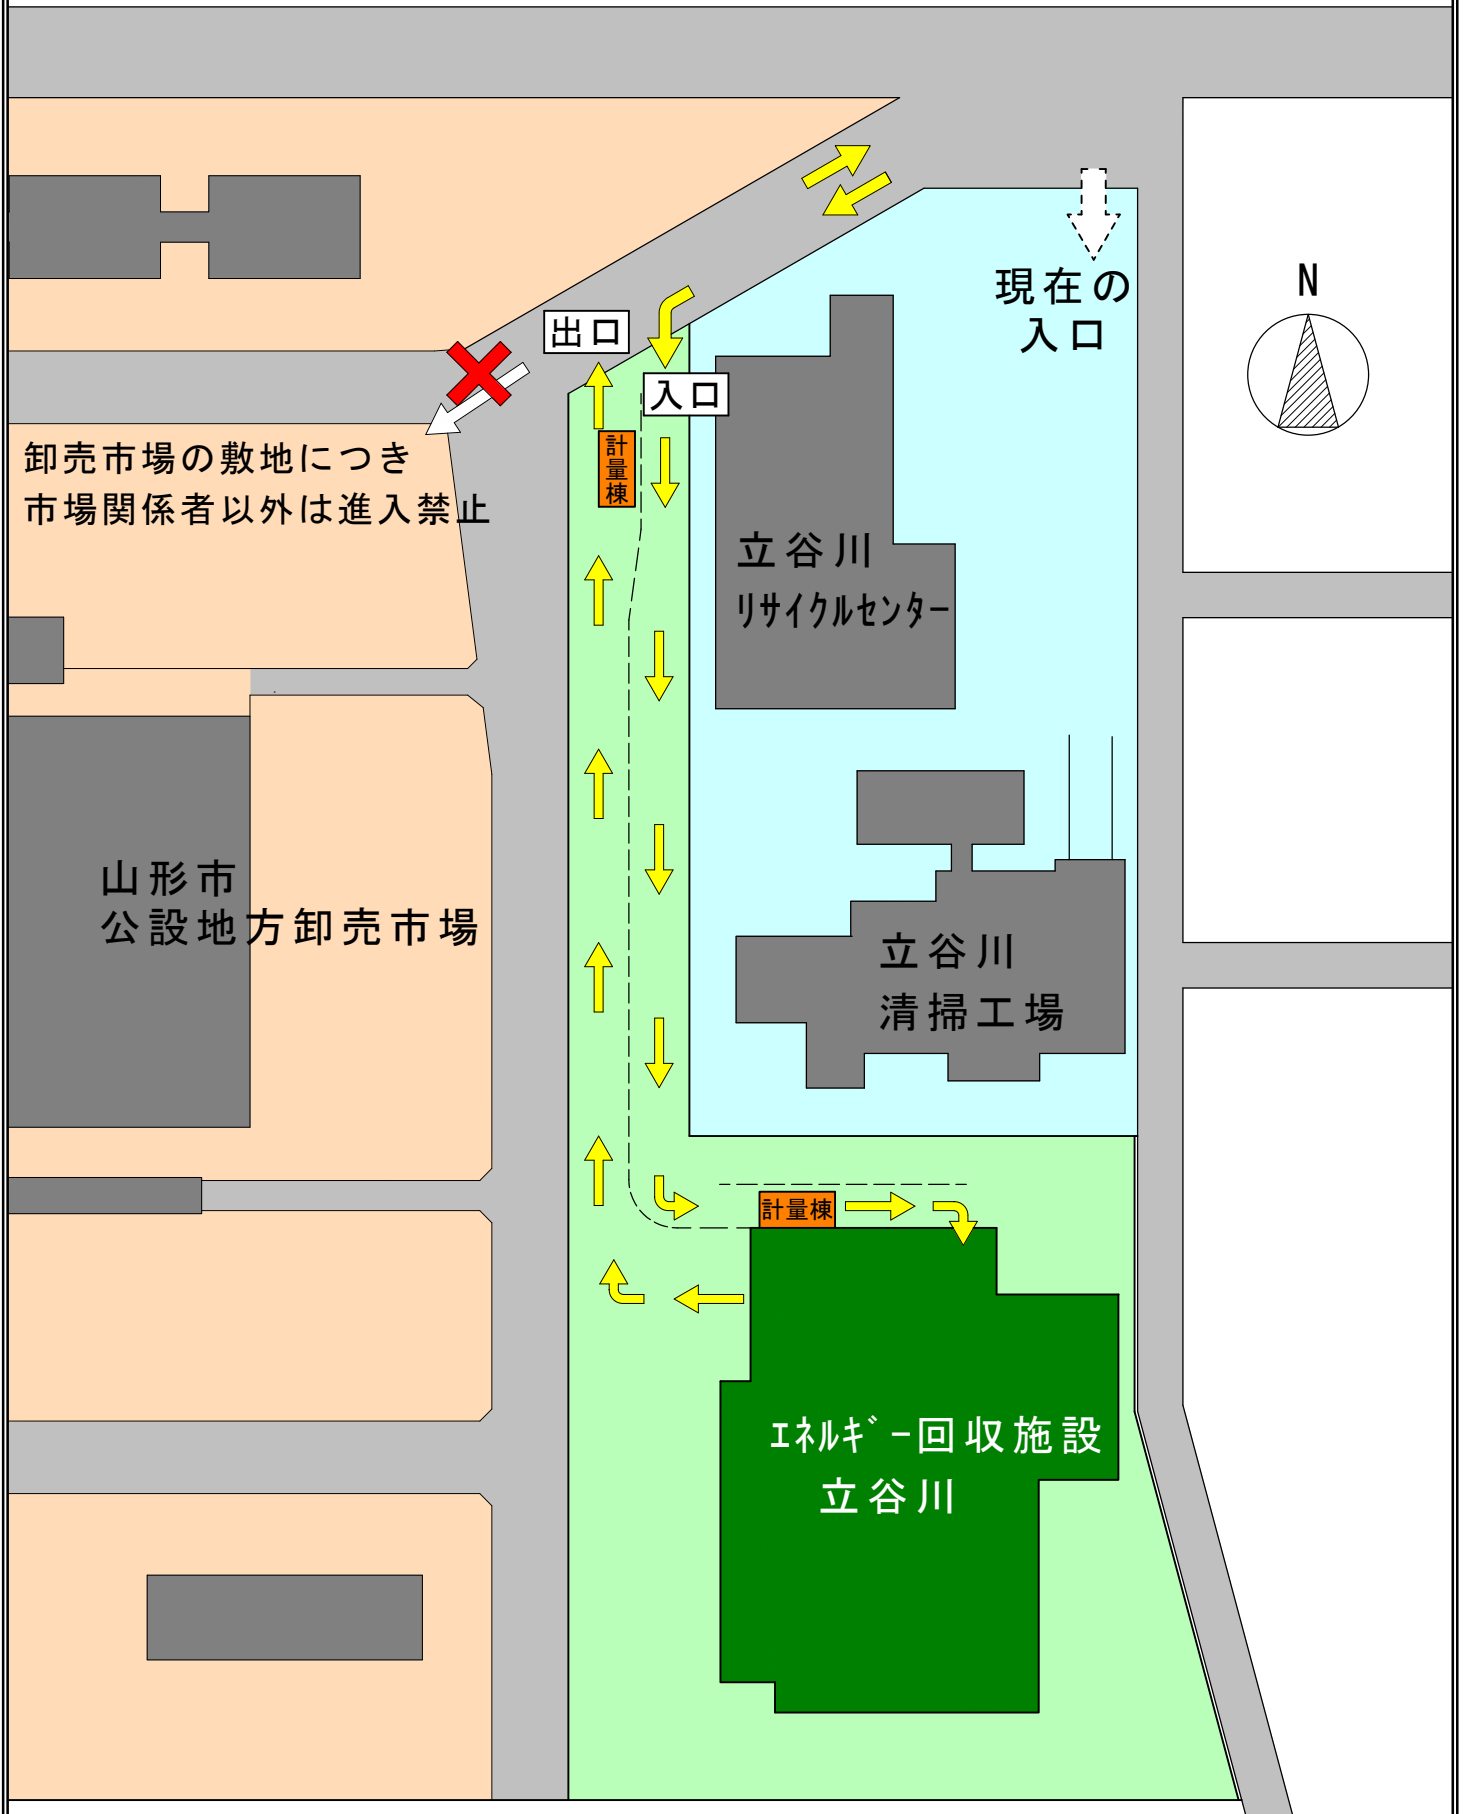 現在の
入口
N
出口
入口
計量棟
卸売市場の敷地につき
市場関係者以外は進入禁止
立谷川
ﾘｻｲｸﾙｾﾝﾀｰ
山形市
公設地方卸売市場
立谷川
清掃工場
計量棟
ｴﾈﾙｷﾞｰ回収施設
立谷川